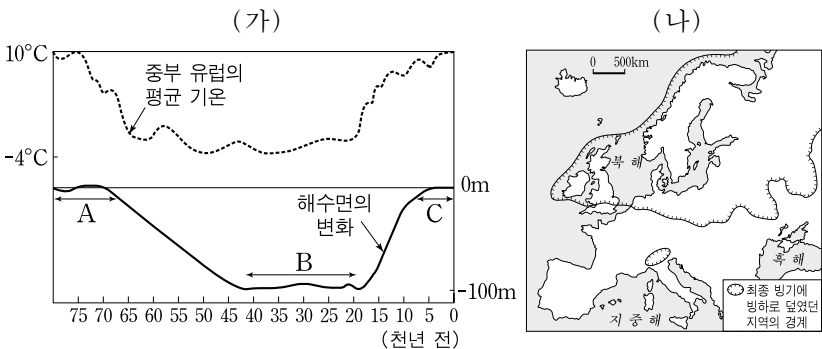 (가)
10℃
중부 유럽의
평균 기온
-4℃
0m
A
해수면의
변화
C
B
-100m
75 70 65 60 55 50 45 40 35 30 25 20 15 10 5 0
(천년 전)
(나)
0 500km
북해
흑해
지중해
최종 빙기에
빙하로 덮였던
지역의 경계